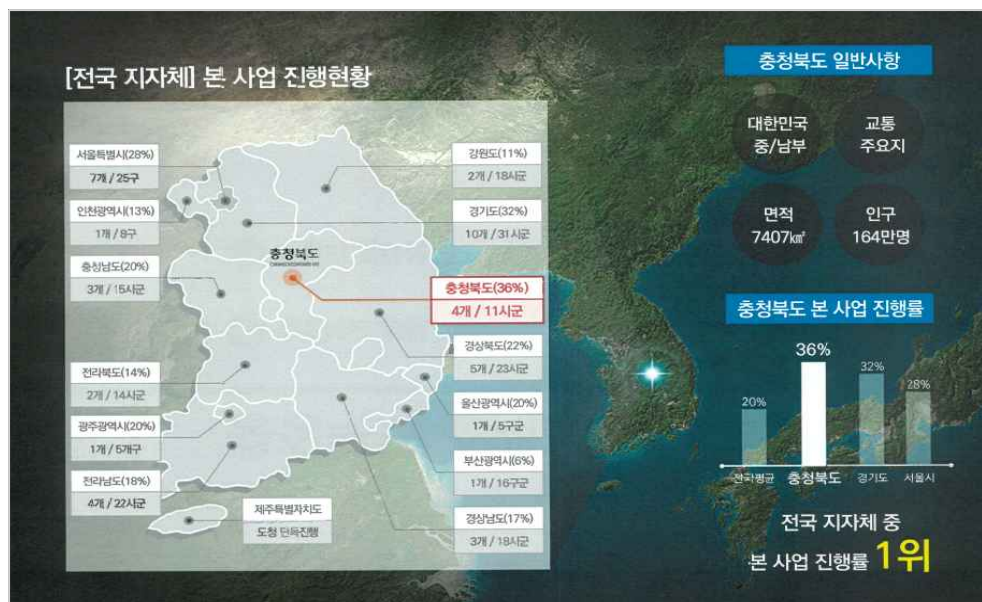 [전국 지자체] 본 사업 진행현황
서울특별시(28%)
7개 / 25구
인천광역시(13%)
1개 / 8구
충청남도(20%)
3개 / 15시군
전라북도(14%)
2개 / 14시군
광주광역시(20%)
1개 / 5개구
전라남도(18%)
4개 / 22시군
제주특별자치도
도청 단독진행
충청북도
강원도(11%)
2개 / 18시군
경기도(32%)
10개 / 31시군
충청북도(36%)
4개 / 11시군
경상북도(22%)
5개 / 23시군
울산광역시(20%)
1개 / 5구군
부산광역시(6%)
1개 / 16구군
경상남도(17%)
3개 / 18시군
충청북도 일반사항
대한민국
중/남부
교통
주요지
면적
7407㎢
인구
164만명
충청북도 본 사업 진행률
20%
36%
32%
28%
전국평균
충청북도
경기도
서울시
전국 지자체 중
본 사업 진행률 1위